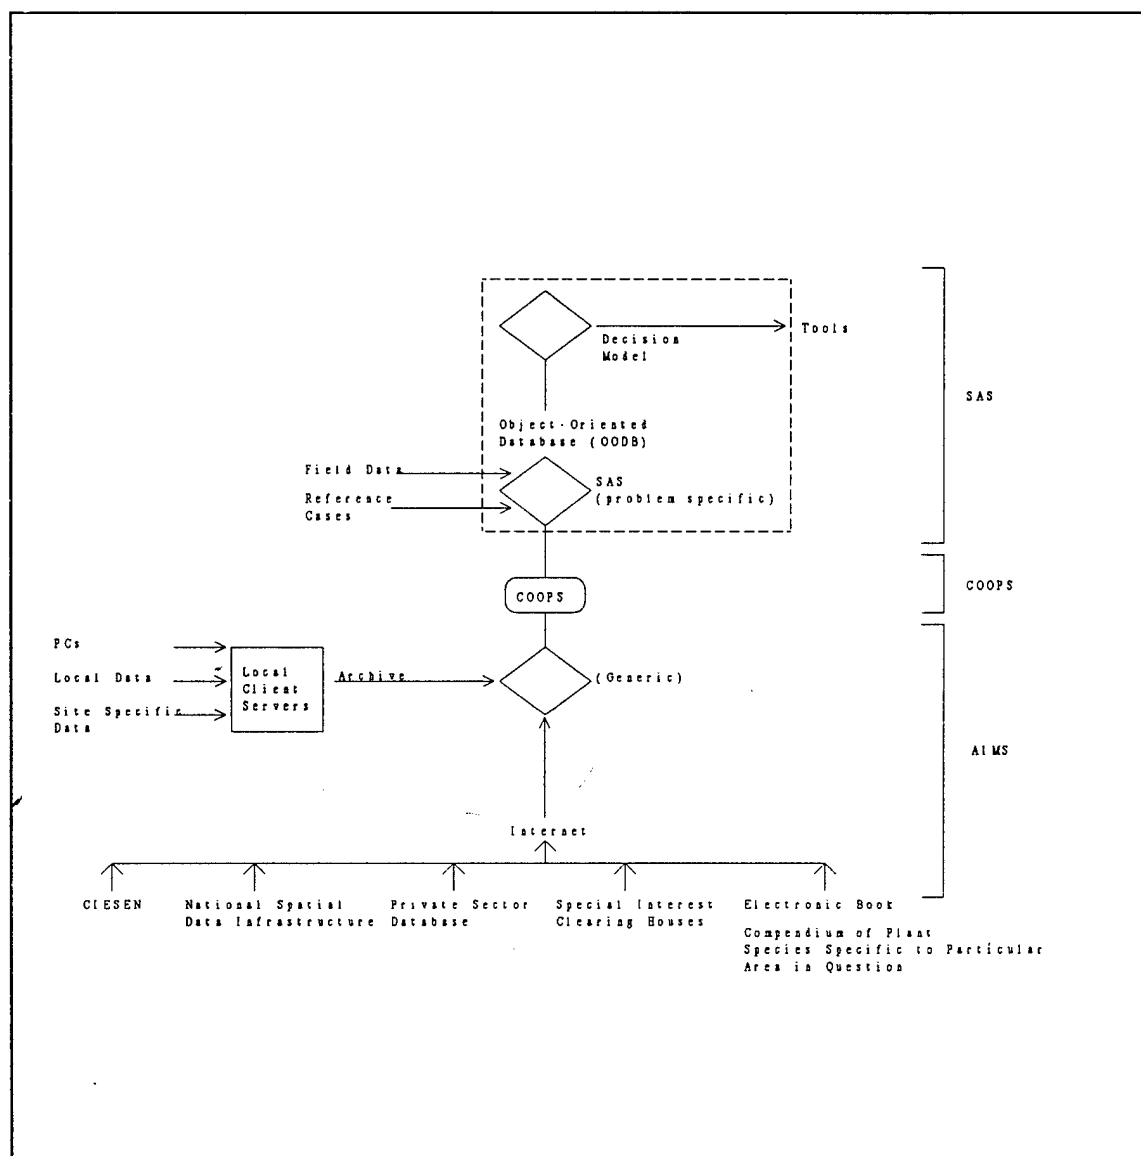 Tools
Decision
Model
SAS
Object-Oriented
Database (OODB)
Field Data
SAS
(problem specific)
Reference
Cases
COOPS
COOPS
PCs
Local Data
Site Specific
Data
Local
Client
Servers
Archive
(Generic)
AIMS
Internet
CIESEN
National Spatial
Data Infrastructure
Private Sector
Database
Special Interest
Clearing Houses
Electronic Book
Compendium of Plant
Species Specific to Particular
Area in Question